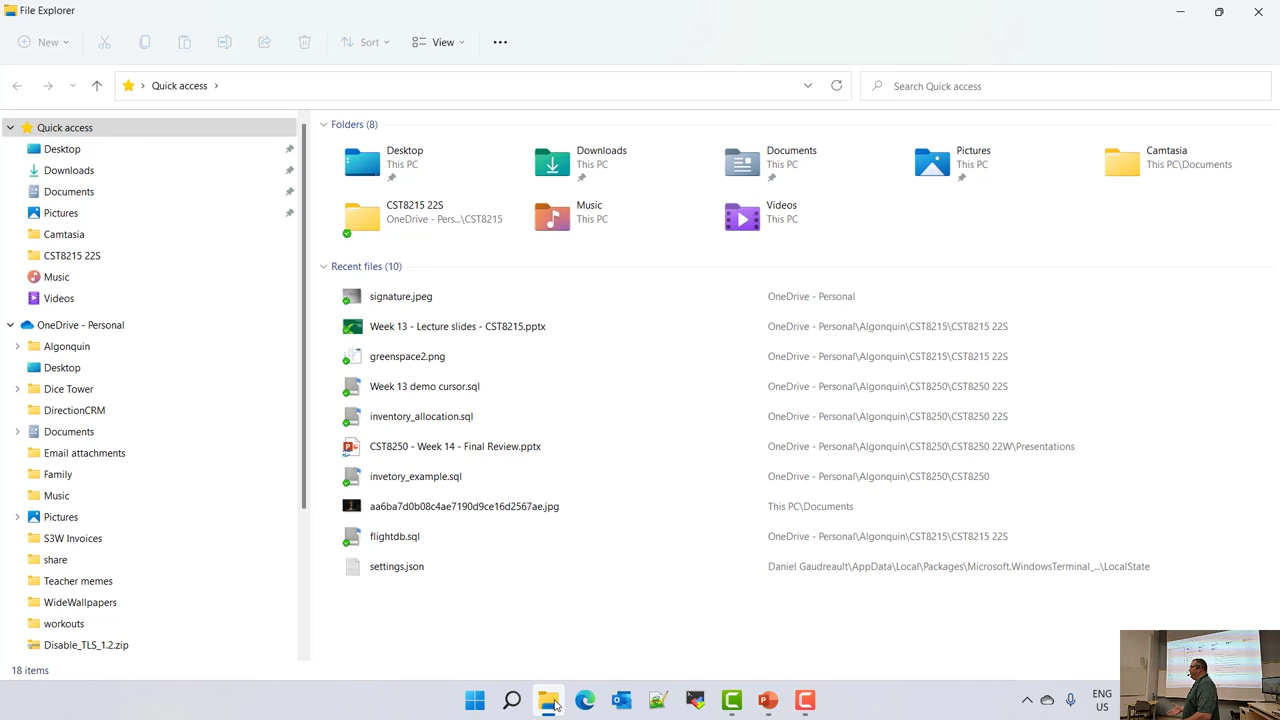 File Explorer
New
Sort
View
Quick access
Search Quick access
Quick access
Desktop
Downloads
Documents
Pictures
Camtasia
CST8215 22S
Music
Videos
OneDrive - Personal
Algonquin
Desktop
Dice Tower
DirectionCRM
Documents
Email attachments
Family
Music
Pictures
S3W Invoices
share
Teacher memes
WideWallpapers
workouts
Disable_TLS_1.2.zip
Folders (8)
Desktop
This PC
Downloads
This PC
Documents
This PC
Pictures
This PC
Camtasia
This PC\Documents
CST8215 22S
OneDrive - Pers...\CST8215
Music
This PC
Videos
This PC
Recent files (10)
signature.jpeg OneDrive - Personal
Week 13 - Lecture slides - CST8215.pptx OneDrive - Personal\Algonquin\CST8215\CST8215 22S
greenspace2.png OneDrive - Personal\Algonquin\CST8215\CST8215 22S
Week 13 demo cursor.sql OneDrive - Personal\Algonquin\CST8250\CST8250 22S
inventory_allocation.sql OneDrive - Personal\Algonquin\CST8250\CST8250 22S
CST8250 - Week 14 - Final Review.pptx OneDrive - Personal\Algonquin\CST8250\CST8250 22W\Presentations
invetory_example.sql OneDrive - Personal\Algonquin\CST8250\CST8250
aa6ba7d0b08c4ae7190d9ce16d2567ae.jpg This PC\Documents
flightdb.sql OneDrive - Personal\Algonquin\CST8215\CST8215 22S
settings.json Daniel Gaudreault\AppData\Local\Packages\Microsoft.WindowsTerminal_...\LocalState
18 items
ENG
US